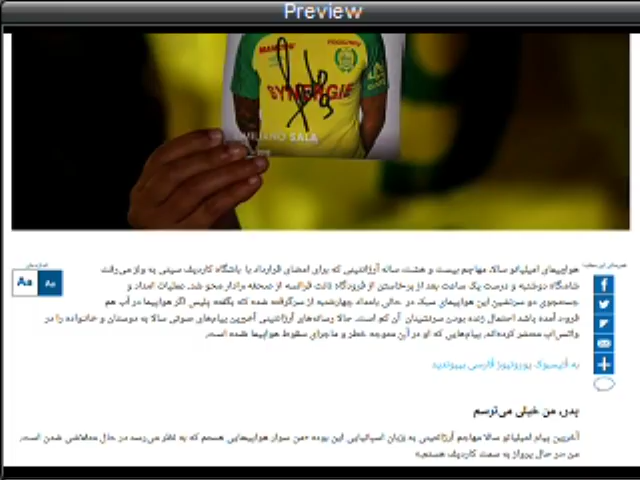 Preview
SYNERGIE
EMILIANO SALA
Aa
Aa
هواپیمای امیلیانو سالا، مهاجم بیست و هشت ساله آرژانتینی که برای امضای قرارداد با باشگاه کاردیف سیتی به ولز می‌رفت
شامگاه دوشنبه و درست یک ساعت بعد از برخاستن از فرودگاه نانت فرانسه از صفحه رادار محو شد. عملیات امداد و
جستجوی دو سرنشین این هواپیمای سبک در حالی بامداد چهارشنبه از سرگرفته شده که بگفته پلیس اگر هواپیما در آب هم
فرود آمده باشد احتمال زنده بودن سرنشینان آن کم است. حالا رسانه‌های آرژانتینی آخرین پیام‌های صوتی سالا به دوستان و خانواده را در
واتس‌اپ منتشر کرده‌اند، پیام‌هایی که او در آن متوجه خطر و ماجرای سقوط هواپیما شده است.
به فیسبوک یورونیوز فارسی بپیوندید
پدر، من خیلی می‌ترسم
آخرین پیام امیلیانو سالا مهاجم آرژانتینی به زبان اسپانیایی این بوده «من سوار هواپیمایی هستم که به نظر می‌رسد در حال متلاشی شدن است.
من در حال پرواز به سمت کاردیف هستم»